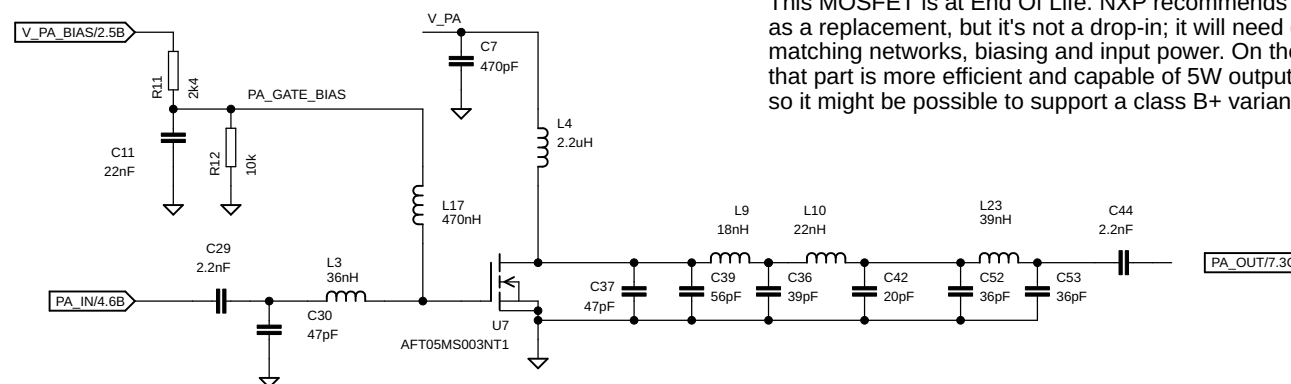 This MOSFET is at End Of Life. NXP recommends
as a replacement, but it's not a drop-in; it will need
matching networks, biasing and input power. On the
that part is more efficient and capable of 5W output
so it might be possible to support a class B+ varian
V_PA_BIAS/2.5B
V_PA
C7
470pF
R11
2k4
PA_GATE_BIAS
C11
22nF
R12
10k
L4
2.2uH
L17
470nH
C29
2.2nF
L3
36nH
PA_IN/4.6B
C30
47pF
U7
AFT05MS003NT1
L9
18nH
L10
22nH
L23
39nH
C44
2.2nF
C37
47pF
C39
56pF
C36
39pF
C42
20pF
C52
36pF
C53
36pF
PA_OUT/7.3